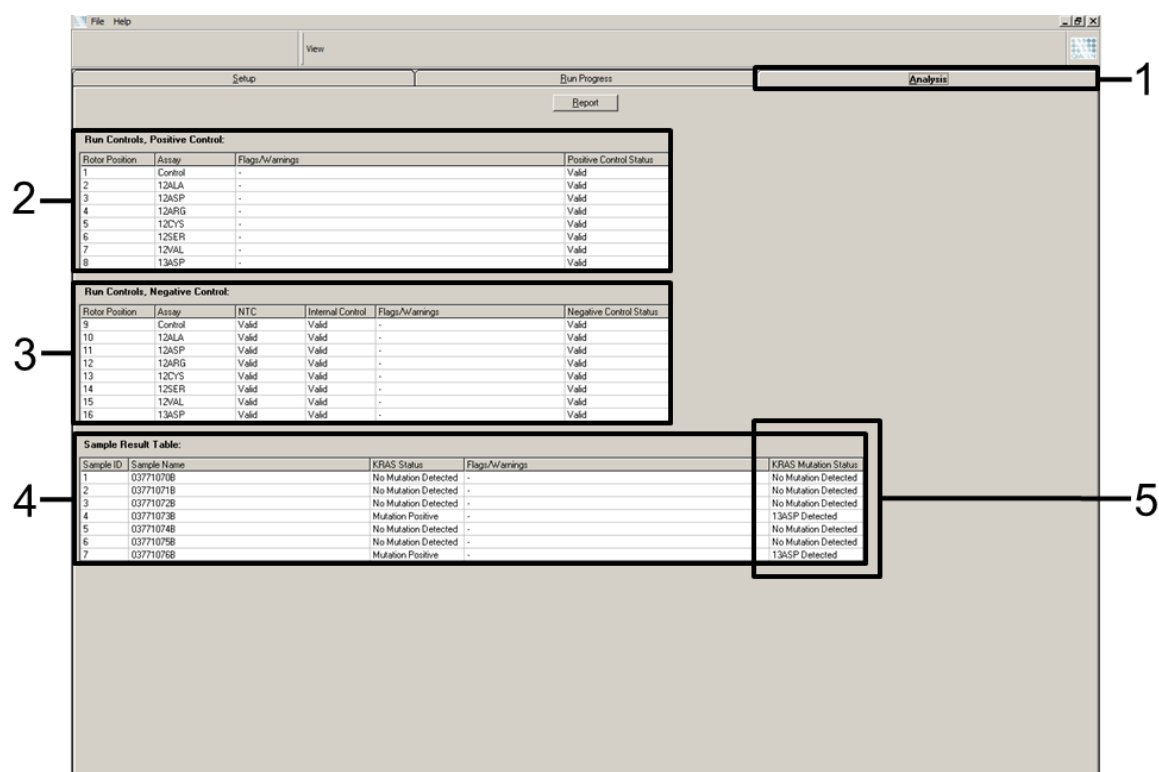 File Help
View
Setup Run Progress Analysis
1
Report
Run Controls, Positive Control:
Rotor Position Assay Flags/Warnings Positive Control Status
1 Control - Valid
2 12ALA - Valid
3 12ASP - Valid
4 12ARG - Valid
5 12CYS - Valid
6 12SER - Valid
7 12VAL - Valid
8 13ASP - Valid
2
Run Controls, Negative Control:
Rotor Position Assay NTC Internal Control Flags/Warnings Negative Control Status
9 Control Valid Valid - Valid
10 12ALA Valid Valid - Valid
11 12ASP Valid Valid - Valid
12 12ARG Valid Valid - Valid
13 12CYS Valid Valid - Valid
14 12SER Valid Valid - Valid
15 12VAL Valid Valid - Valid
16 13ASP Valid Valid - Valid
3
Sample Result Table:
Sample ID Sample Name KRAS Status Flags/Warnings KRAS Mutation Status
1 03771070B No Mutation Detected - No Mutation Detected
2 03771071B No Mutation Detected - No Mutation Detected
3 03771072B No Mutation Detected - No Mutation Detected
4 03771073B Mutation Positive - 13ASP Detected
5 03771074B No Mutation Detected - No Mutation Detected
6 03771075B No Mutation Detected - No Mutation Detected
7 03771076B Mutation Positive - 13ASP Detected
4
5